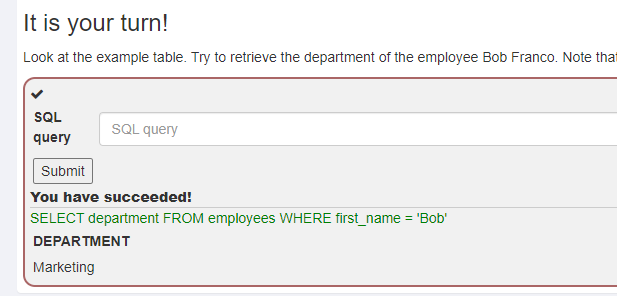 It is your turn!
Look at the example table. Try to retrieve the department of the employee Bob Franco. Note that
SQL query
SQL query
Submit
You have succeeded!
SELECT department FROM employees WHERE first_name = 'Bob'
DEPARTMENT
Marketing